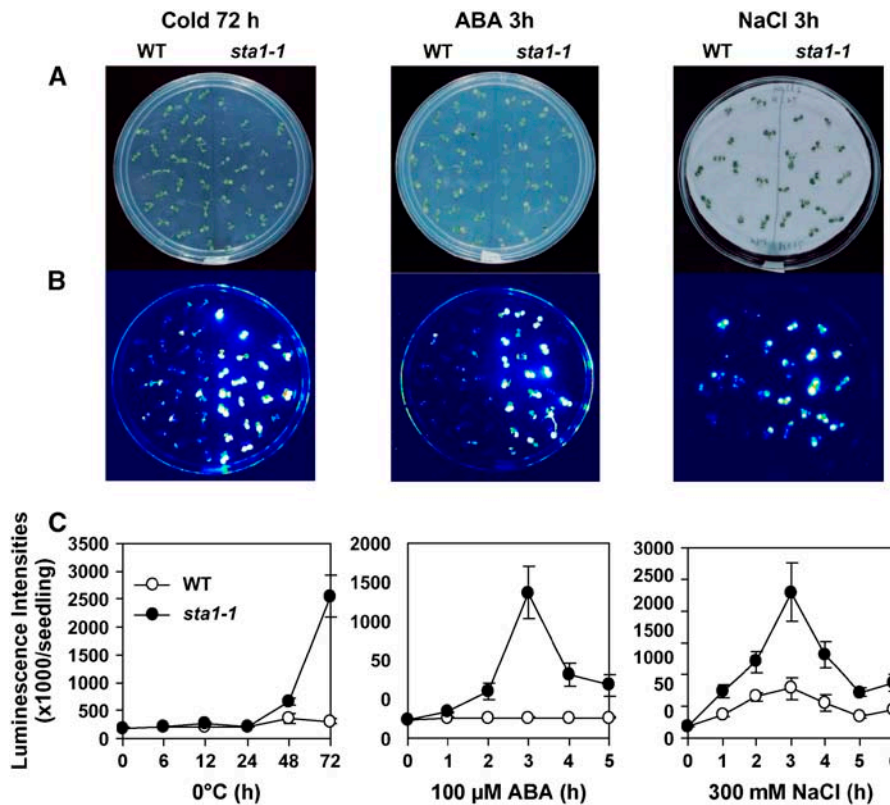 Cold 72 h ABA 3h NaCl 3h
WT sta1-1 WT sta1-1 WT sta1-1
A
B
C
Luminescence Intensities
(x1000/seedling)
3500
3000
2500
2000
1500
1000
500
0
WT
sta1-1
0 6 12 24 48 72
0°C (h)
2000
1500
1000
50
0
0
0 1 2 3 4 5
100 µM ABA (h)
3000
2000
1500
1000
50
0
0
0 1 2 3 4 5
300 mM NaCl (h)